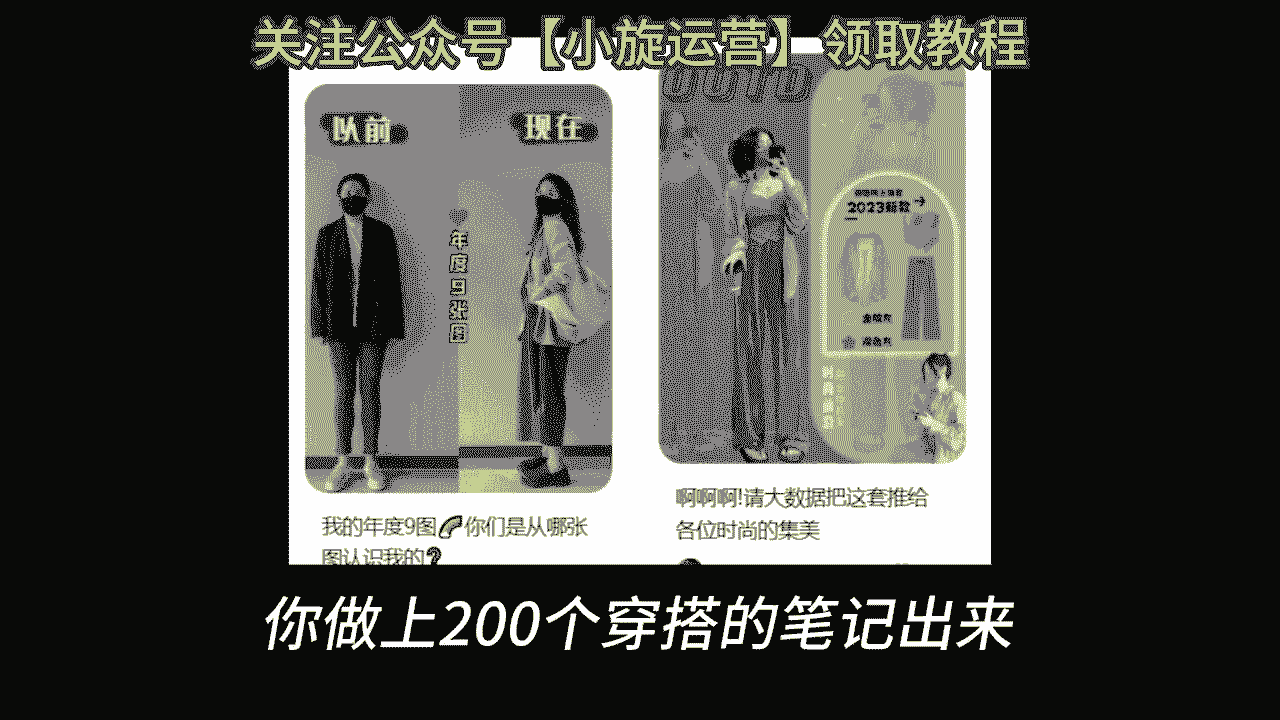 关注公众号【小旋运营】领取教程
以前
现在
年度9张图
2023新款
我的年度9图🌈你们是从哪张
图认识我的❓
啊啊啊!请大数据把这套推给
各位时尚的集美
你做上200个穿搭的笔记出来